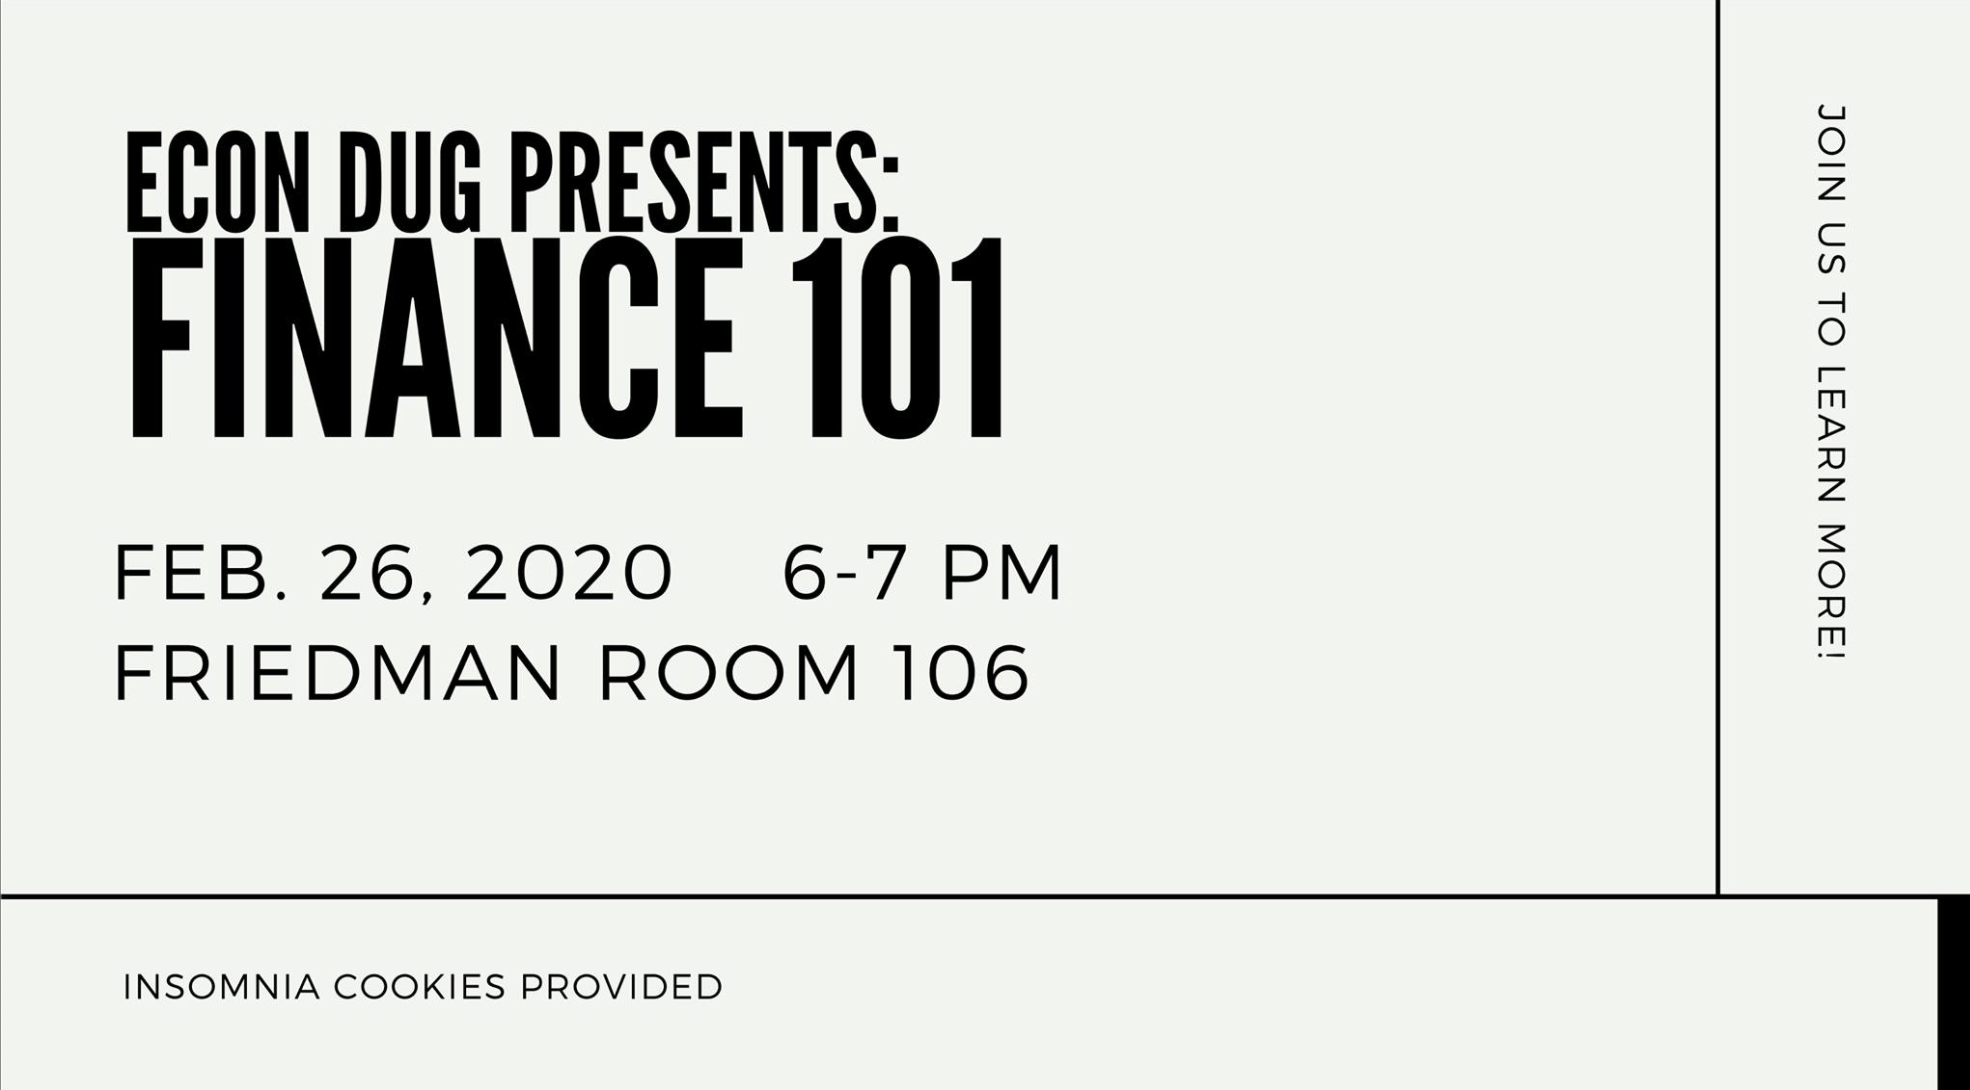 ECON DUG PRESENTS:
FINANCE 101
FEB. 26, 2020 6-7 PM
FRIEDMAN ROOM 106
JOIN US TO LEARN MORE!
INSOMNIA COOKIES PROVIDED